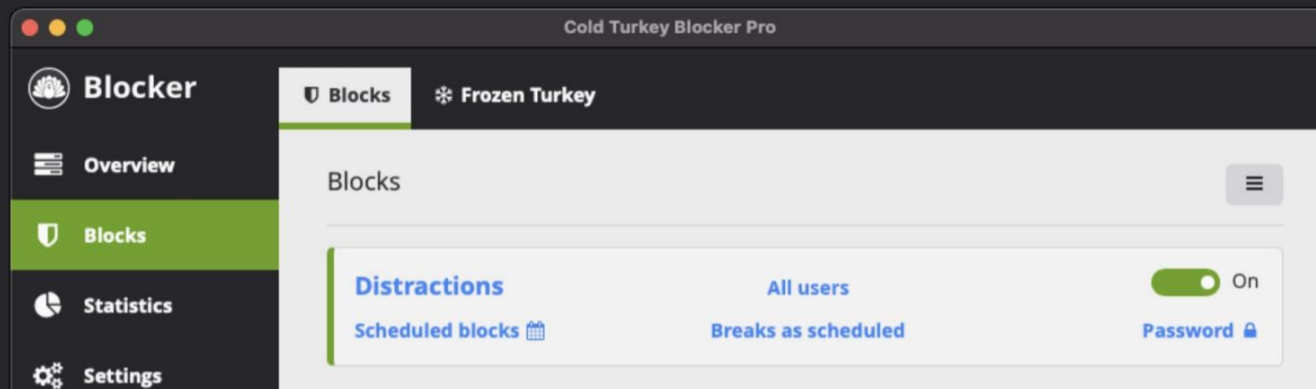 Cold Turkey Blocker Pro
Blocker
Blocks
Frozen Turkey
Overview
Blocks
Statistics
Settings
Blocks
Distractions
All users
On
Scheduled blocks
Breaks as scheduled
Password